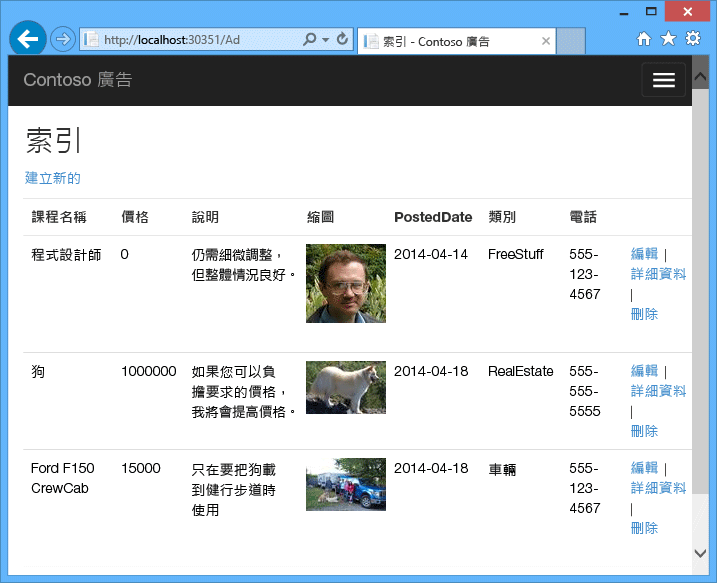 http://localhost:30351/Ad
索引 - Contoso 廣告
Contoso 廣告
索引
建立新的
課程名稱 價格 說明 縮圖 PostedDate 類別 電話
程式設計師 0 仍需細微調整，
但整體情況良好。
2014-04-14 FreeStuff 555-
123-
4567
編輯 |
詳細資料
|
刪除
狗 1000000 如果您可以負
擔要求的價格，
我將會提高價格。
2014-04-18 RealEstate 555-
555-
5555
編輯 |
詳細資料
|
刪除
Ford F150
CrewCab
15000 只在要把狗載
到健行步道時
使用
2014-04-18 車輛 555-
123-
4567
編輯 |
詳細資料
|
刪除